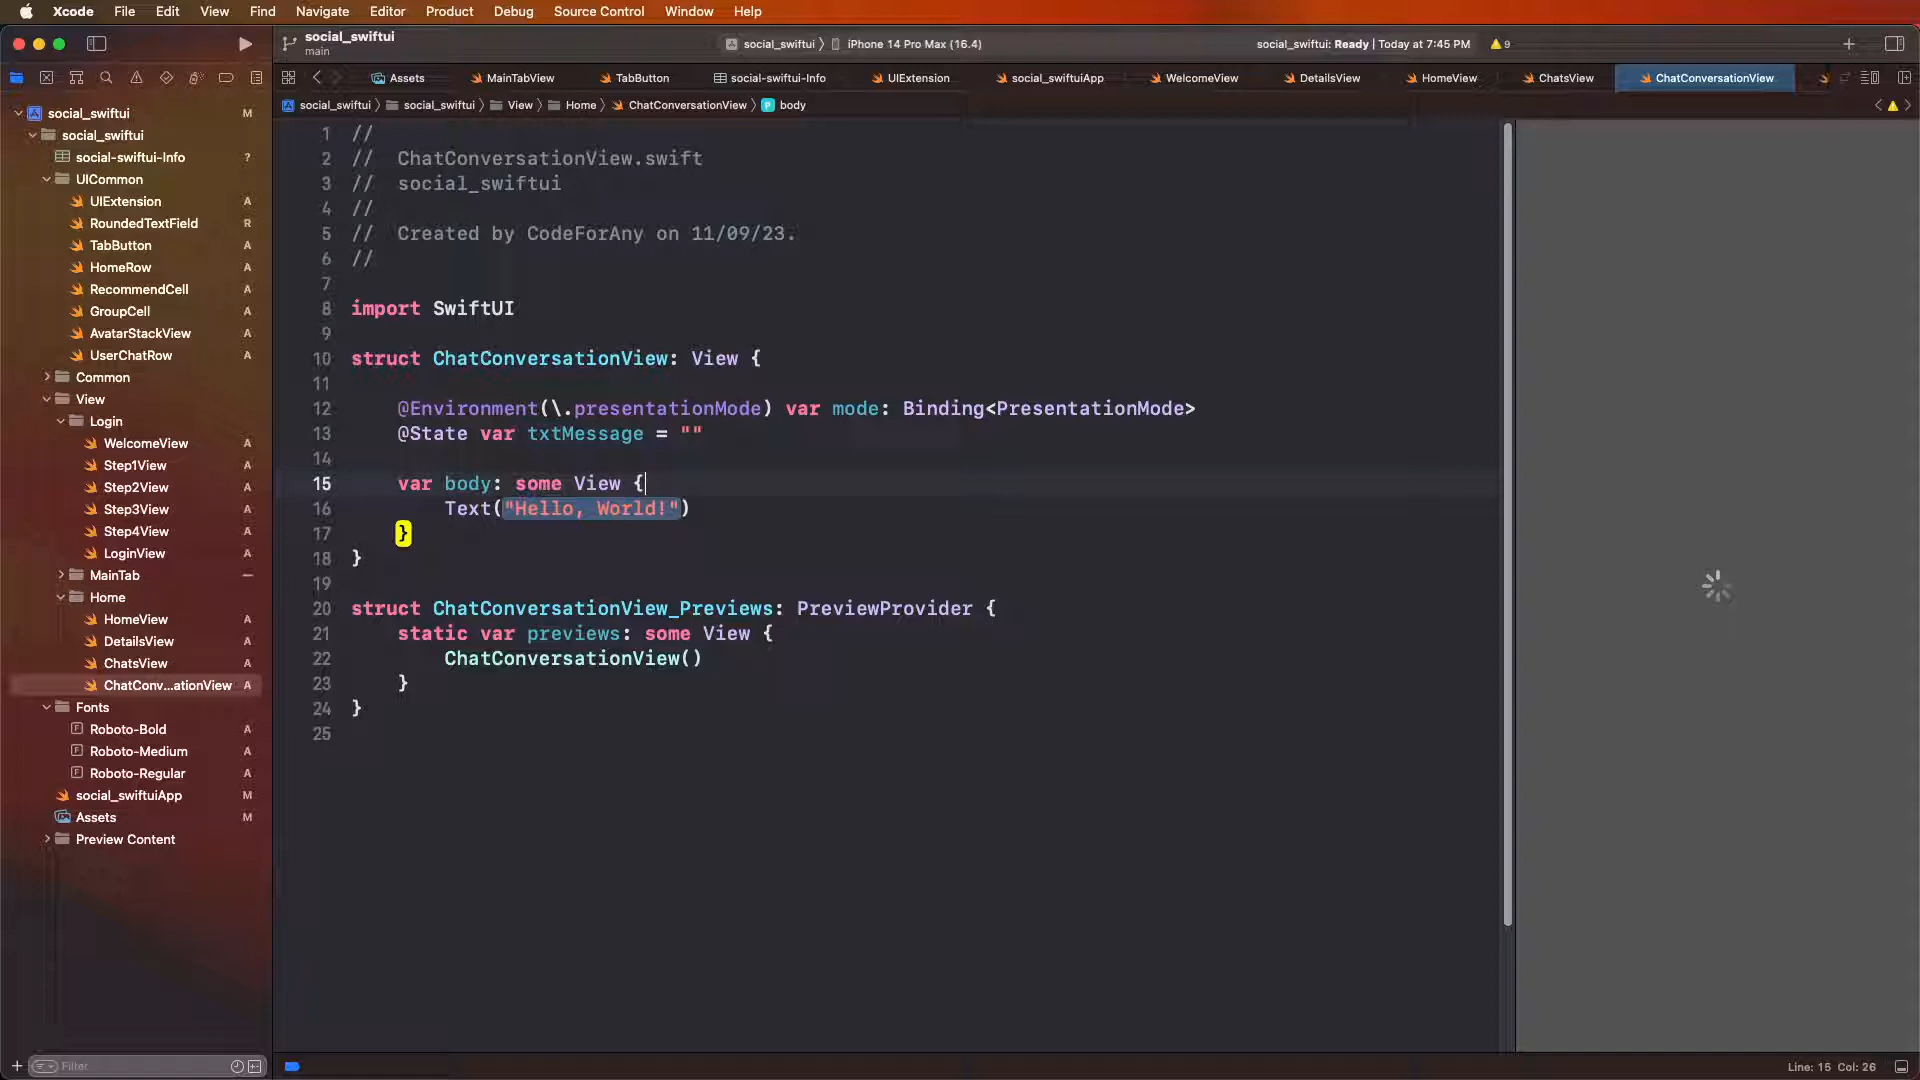 Xcode File Edit View Find Navigate Editor Product Debug Source Control Window Help
social_swiftui
main
social_swiftui iPhone 14 Pro Max (16.4)
social_swiftui: Ready | Today at 7:45 PM 9
Assets MainTabView TabButton social-swiftui-Info UIExtension social_swiftuiApp WelcomeView DetailsView HomeView ChatsView ChatConversationView
social_swiftui social_swiftui View Home ChatConversationView body
social_swiftui M
social_swiftui
social-swiftui-Info ?
UICommon
UIExtension A
RoundedTextField R
TabButton A
HomeRow A
RecommendCell A
GroupCell A
AvatarStackView A
UserChatRow A
Common
View
Login
WelcomeView A
Step1View A
Step2View A
Step3View A
Step4View A
LoginView A
MainTab
Home
HomeView A
DetailsView A
ChatsView A
ChatConv...ationView A
Fonts
Roboto-Bold A
Roboto-Medium A
Roboto-Regular A
social_swiftuiApp M
Assets M
Preview Content
Filter
1 //
2 // ChatConversationView.swift
3 // social_swiftui
4 //
5 // Created by CodeForAny on 11/09/23.
6 //
7
8 import SwiftUI
9
10 struct ChatConversationView: View {
11
12 @Environment(\.presentationMode) var mode: Binding<PresentationMode>
13 @State var txtMessage = ""
14
15 var body: some View {
16 Text("Hello, World!")
17 }
18 }
19
20 struct ChatConversationView_Previews: PreviewProvider {
21 static var previews: some View {
22 ChatConversationView()
23 }
24 }
25
Line: 15 Col: 26